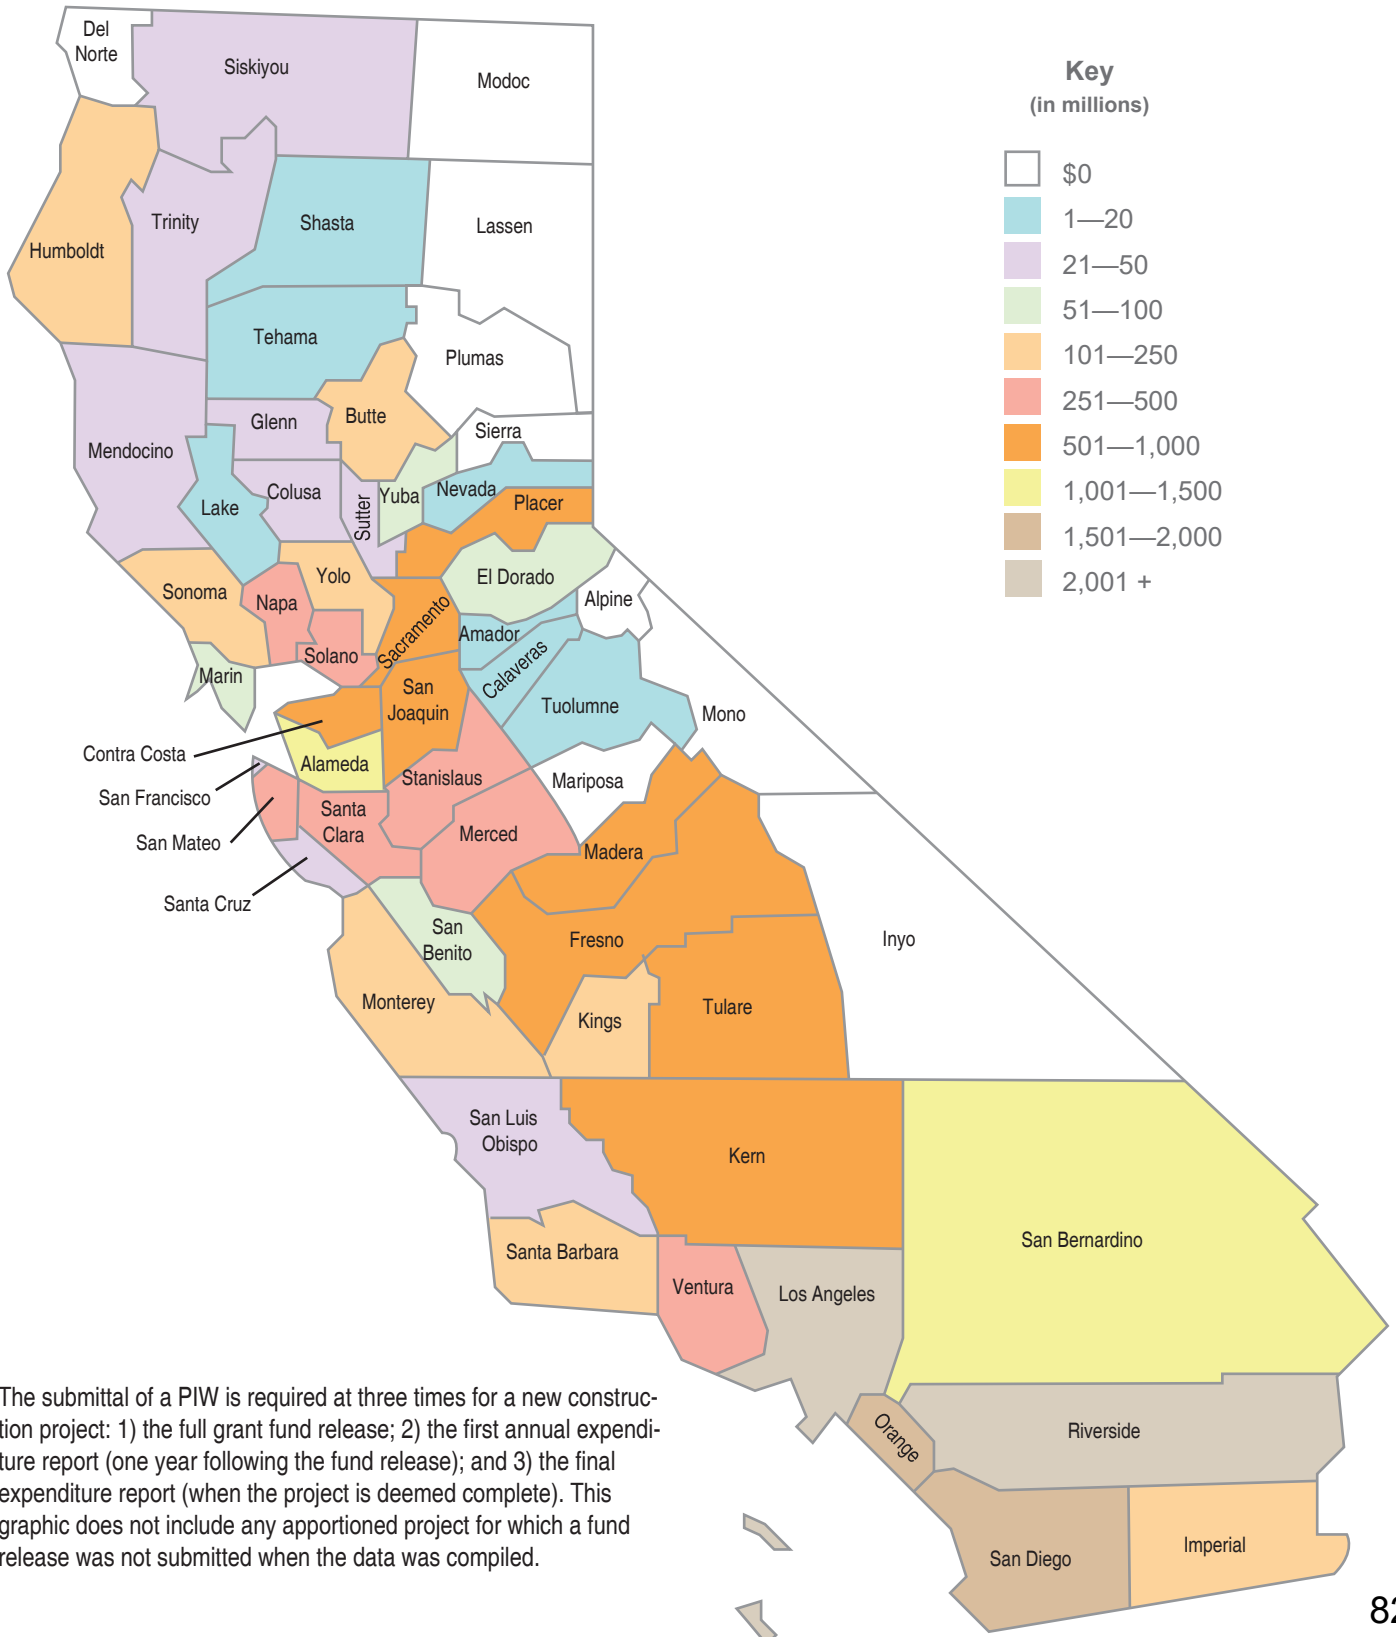 Del
Norte
Siskiyou
Modoc
Key
(in millions)
$0
1—20
21—50
51—100
101—250
251—500
501—1,000
1,001—1,500
1,501—2,000
2,001 +
Humboldt
Trinity
Shasta
Lassen
Tehama
Plumas
Mendocino
Glenn
Butte
Sierra
Lake
Colusa
Sutter
Yuba
Nevada
Placer
Sonoma
Napa
Yolo
Sacramento
El Dorado
Alpine
Marin
Solano
Amador
Calaveras
Tuolumne
Mono
San
Joaquin
Contra Costa
Alameda
Stanislaus
Mariposa
San Francisco
San Mateo
Santa
Clara
Merced
Madera
Santa Cruz
San
Benito
Fresno
Inyo
Monterey
Kings
Tulare
San Luis
Obispo
Kern
San Bernardino
Santa Barbara
Ventura
Los Angeles
Orange
Riverside
San Diego
Imperial
The submittal of a PIW is required at three times for a new construc-
tion project: 1) the full grant fund release; 2) the first annual expendi-
ture report (one year following the fund release); and 3) the final
expenditure report (when the project is deemed complete). This
graphic does not include any apportioned project for which a fund
release was not submitted when the data was compiled.